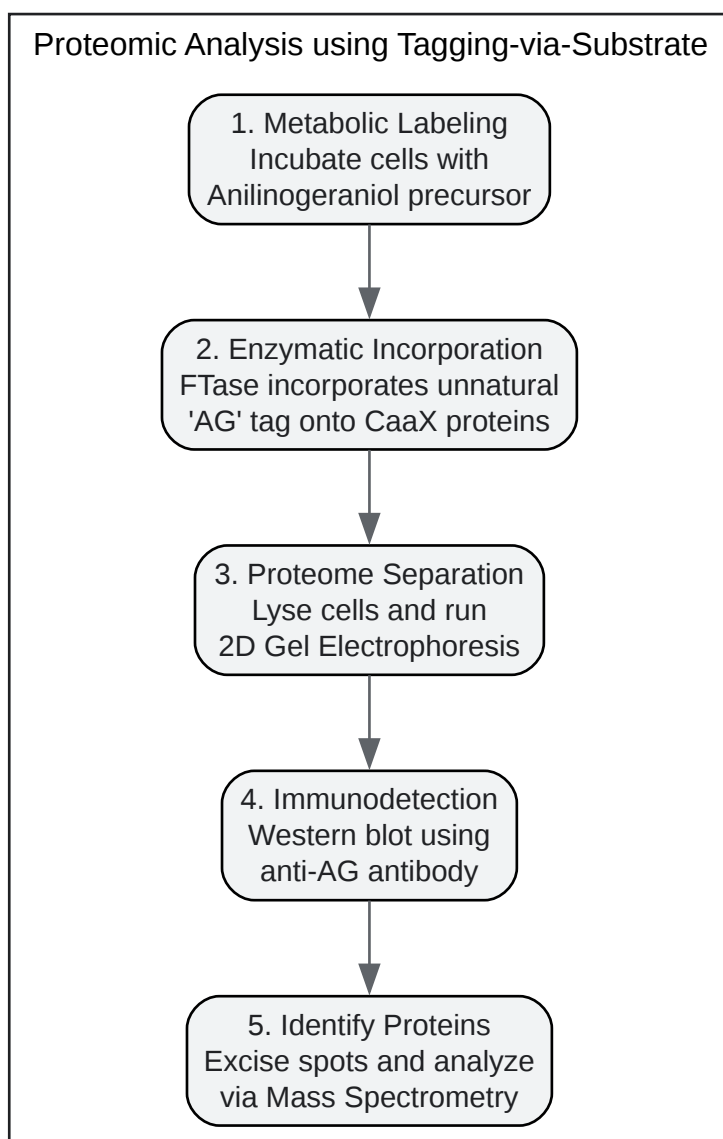 Proteomic Analysis using Tagging-via-Substrate
1. Metabolic Labeling
Incubate cells with
Anilinogeraniol precursor
2. Enzymatic Incorporation
FTase incorporates unnatural
'AG' tag onto CaaX proteins
3. Proteome Separation
Lyse cells and run
2D Gel Electrophoresis
4. Immunodetection
Western blot using
anti-AG antibody
5. Identify Proteins
Excise spots and analyze
via Mass Spectrometry